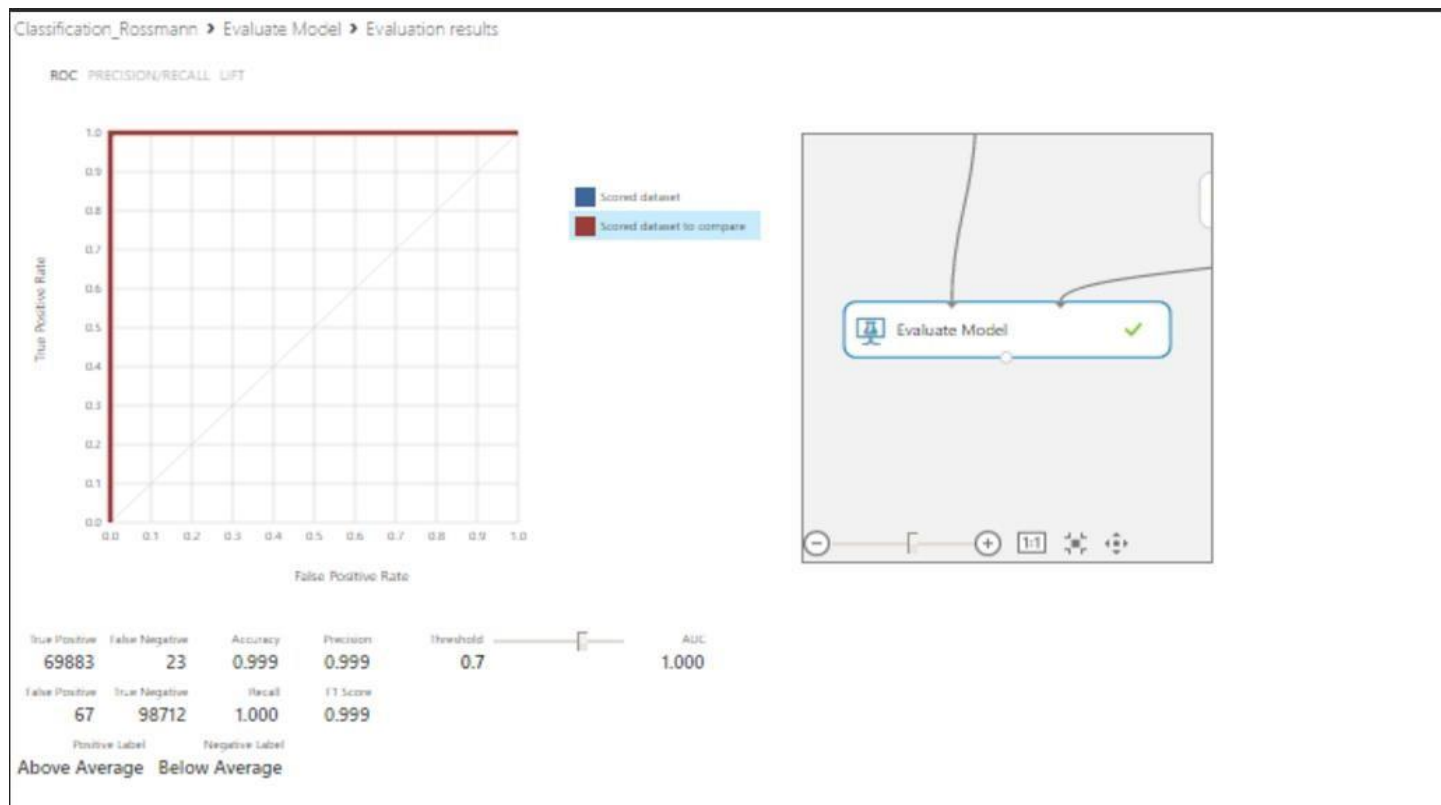 Classification_Rossmann > Evaluate Model > Evaluation results
ROC PRECISION/RECALL LIFT
1.0
0.9
0.8
0.7
0.6
0.5
0.4
0.3
0.2
0.1
0.0
True Positive Rate
0.0 0.1 0.2 0.3 0.4 0.5 0.6 0.7 0.8 0.9 1.0
False Positive Rate
Scored dataset
Scored dataset to compare
Evaluate Model
1:1
True Positive False Negative Accuracy Precision Threshold AUC
69883 23 0.999 0.999 0.7 1.000
False Positive True Negative Recall F1 Score
67 98712 1.000 0.999
Positive Label Negative Label
Above Average Below Average